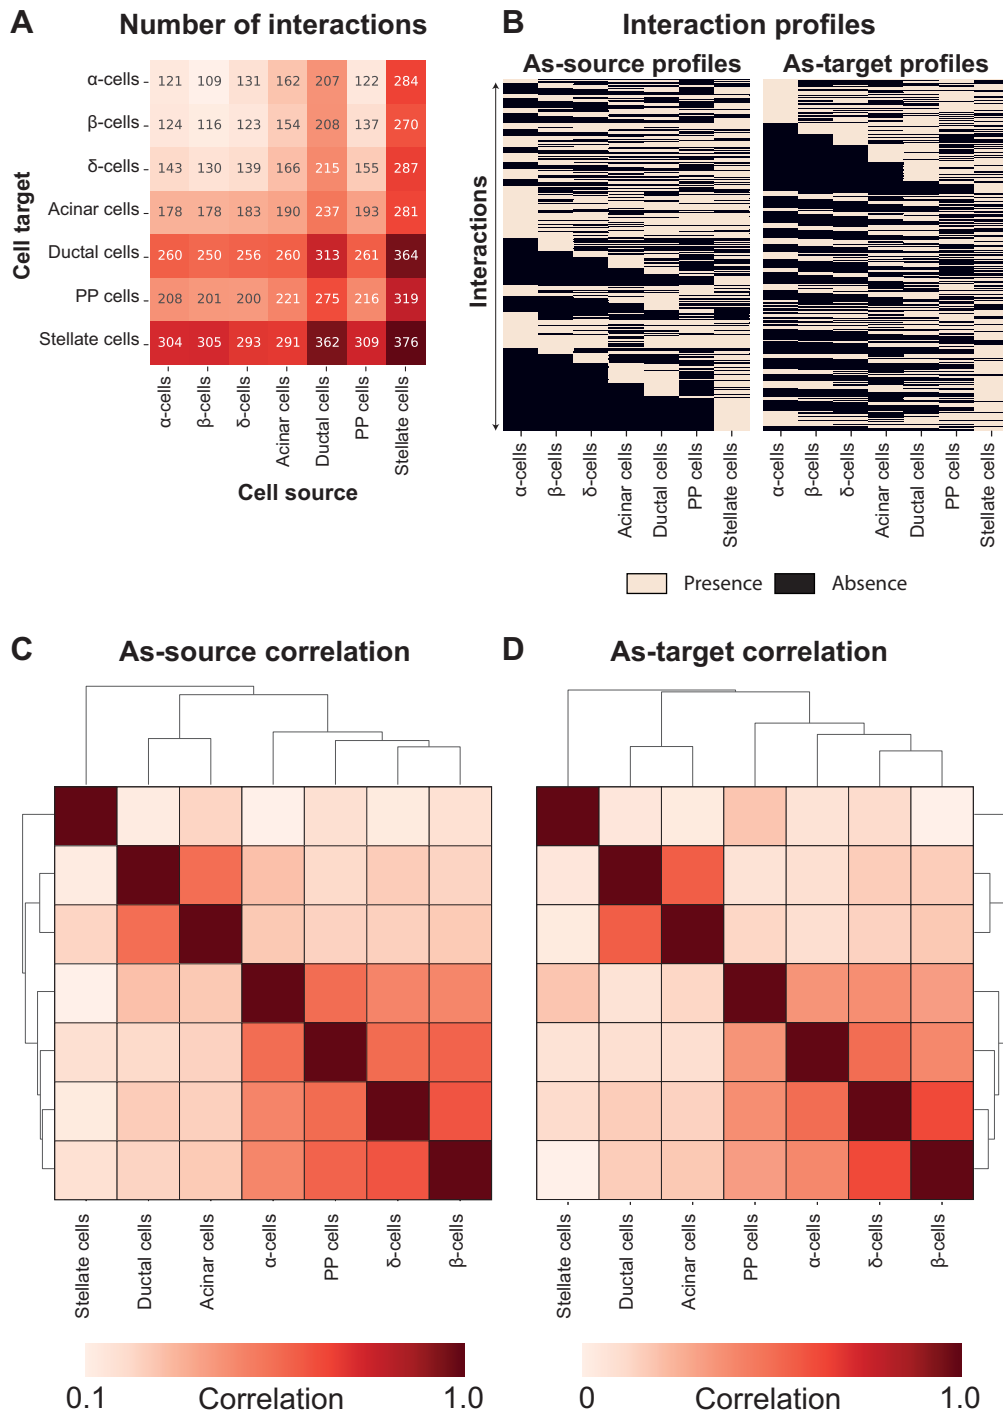 A Number of interactions
Cell target
α-cells 121 109 131 162 207 122 284
β-cells 124 116 123 154 208 137 270
δ-cells 143 130 139 166 215 155 287
Acinar cells 178 178 183 190 237 193 281
Ductal cells 260 250 256 260 313 261 364
PP cells 208 201 200 221 275 216 319
Stellate cells 304 305 293 291 362 309 376
α-cells β-cells δ-cells Acinar cells Ductal cells PP cells Stellate cells
Cell source
B Interaction profiles
As-source profiles As-target profiles
Interactions
α-cells β-cells δ-cells Acinar cells Ductal cells PP cells Stellate cells α-cells β-cells δ-cells Acinar cells Ductal cells PP cells Stellate cells
Presence Absence
C As-source correlation
Stellate cells Ductal cells Acinar cells α-cells PP cells δ-cells β-cells
0.1 Correlation 1.0
D As-target correlation
Stellate cells Ductal cells Acinar cells PP cells α-cells δ-cells β-cells
0 Correlation 1.0